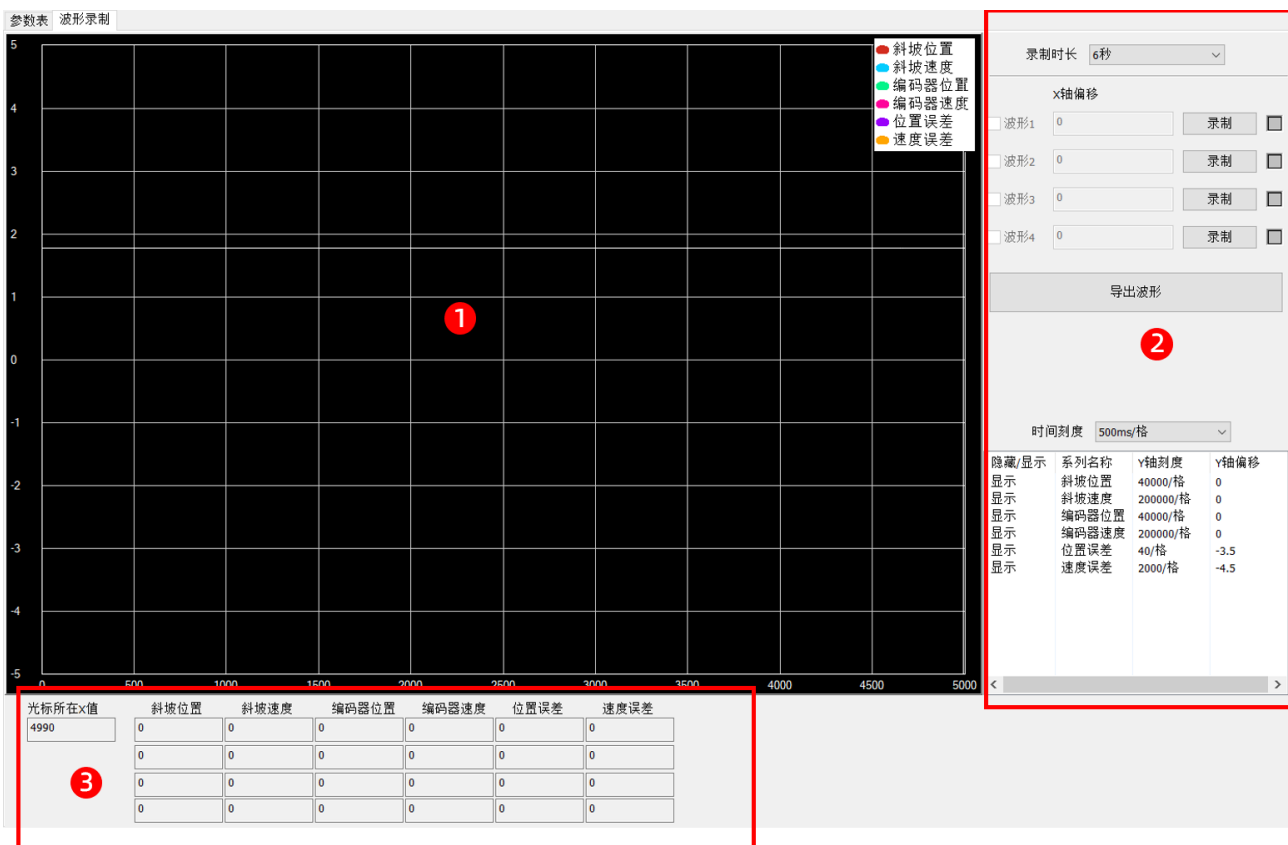 参数表 波形录制
5
4
3
2
1
0
-1
-2
-3
-4
-5
0 500 1000 1500 2000 2500 3000 3500 4000 4500 5000
斜坡位置
斜坡速度
编码器位置
编码器速度
位置误差
速度误差
1
录制时长 6秒
X轴偏移
波形1 0 录制
波形2 0 录制
波形3 0 录制
波形4 0 录制
导出波形
2
时间刻度 500ms/格
隐藏/显示 系列名称 Y轴刻度 Y轴偏移
显示 斜坡位置 40000/格 0
显示 斜坡速度 200000/格 0
显示 编码器位置 40000/格 0
显示 编码器速度 200000/格 0
显示 位置误差 40/格 -3.5
显示 速度误差 2000/格 -4.5
光标所在X值 斜坡位置 斜坡速度 编码器位置 编码器速度 位置误差 速度误差
4990 0 0 0 0 0 0
0 0 0 0 0 0
3 0 0 0 0 0 0
0 0 0 0 0 0